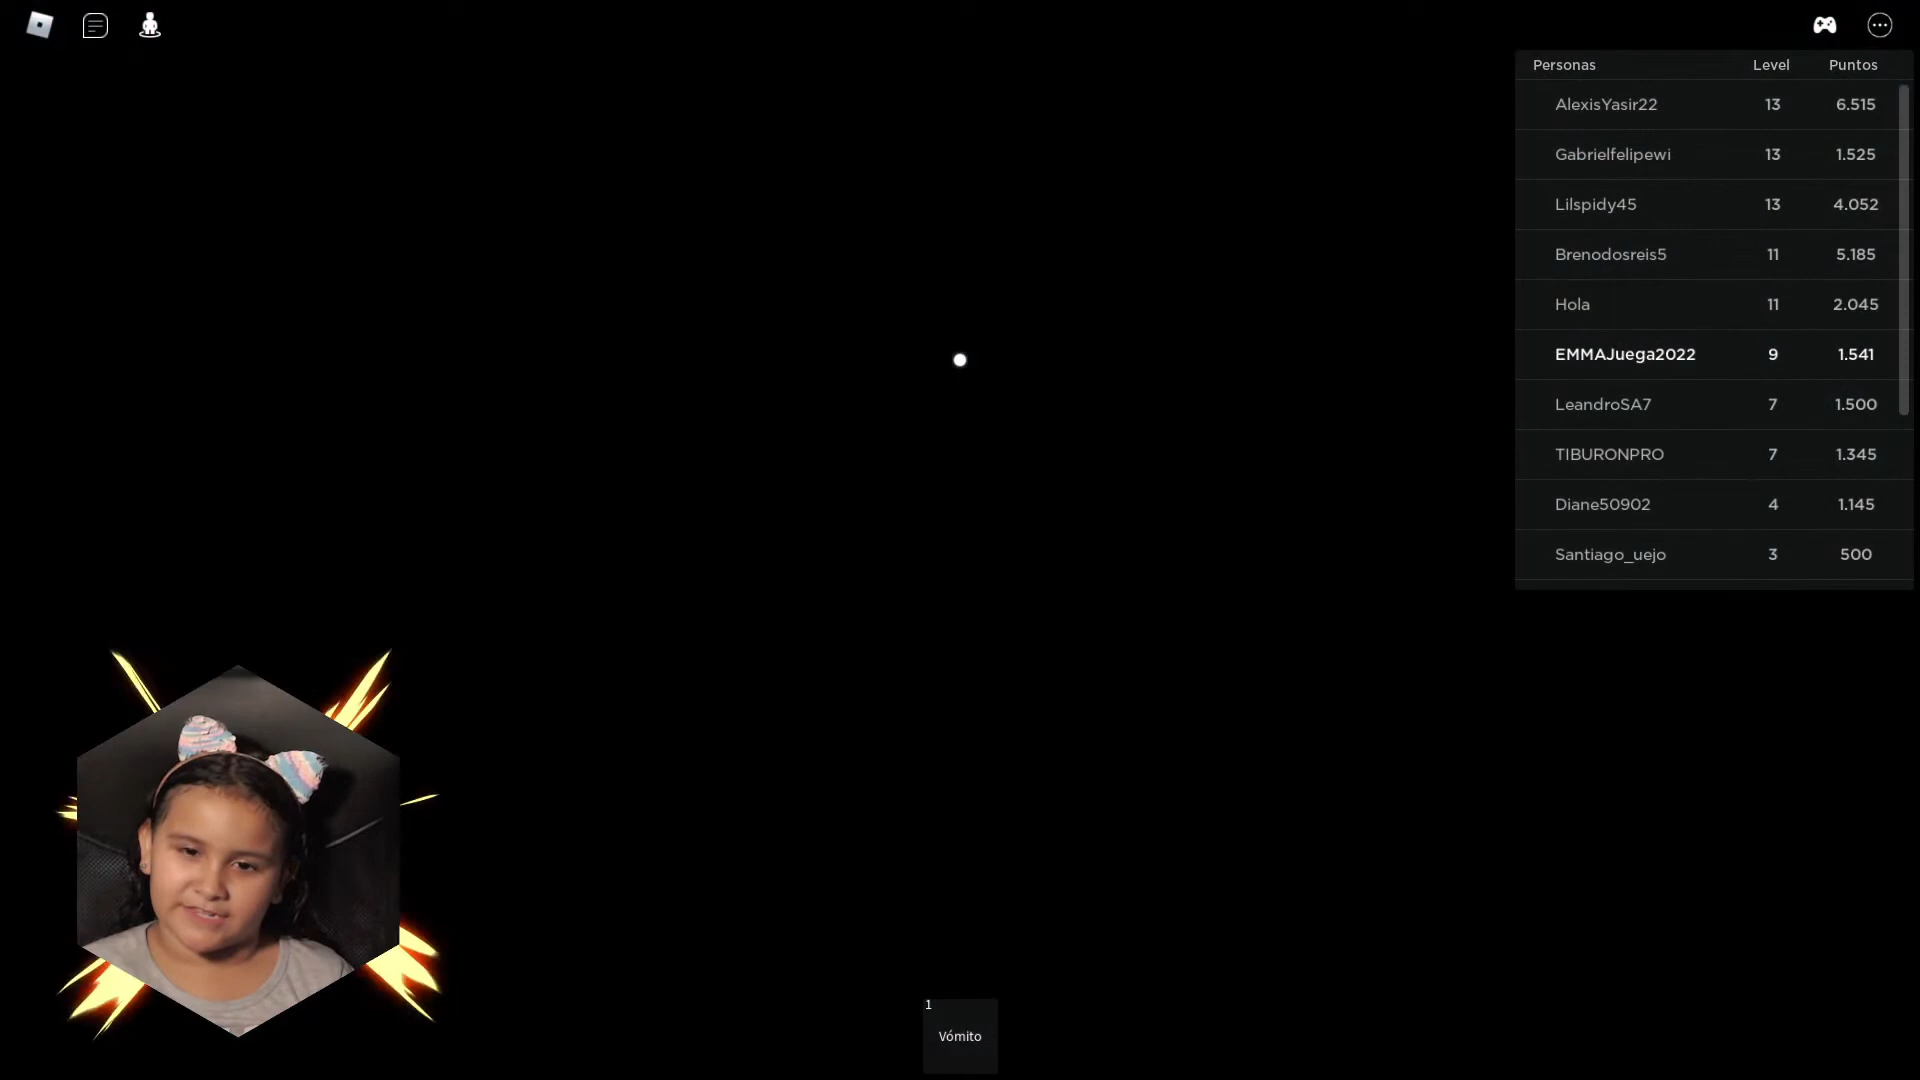 Personas Level Puntos
AlexisYasir22 13 6.515
Gabrielfelipewi 13 1.525
Lilspidy45 13 4.052
Brenodosreis5 11 5.185
Hola 11 2.045
EMMAJuega2022 9 1.541
LeandroSA7 7 1.500
TIBURONPRO 7 1.345
Diane50902 4 1.145
Santiago_uejo 3 500
1
Vómito